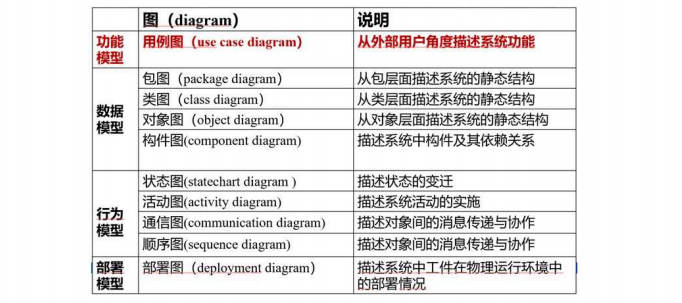 图（diagram） 说明
功能模型 用例图（use case diagram） 从外部用户角度描述系统功能
数据模型
包图（package diagram） 从包层面描述系统的静态结构
类图（class diagram） 从类层面描述系统的静态结构
对象图（object diagram） 从对象层面描述系统的静态结构
构件图(component diagram) 描述系统中构件及其依赖关系
行为模型
状态图(statechart diagram ) 描述状态的变迁
活动图(activity diagram) 描述系统活动的实施
通信图(communication diagram) 描述对象间的消息传递与协作
顺序图(sequence diagram) 描述对象间的消息传递与协作
部署模型 部署图（deployment diagram） 描述系统中工件在物理运行环境中
的部署情况